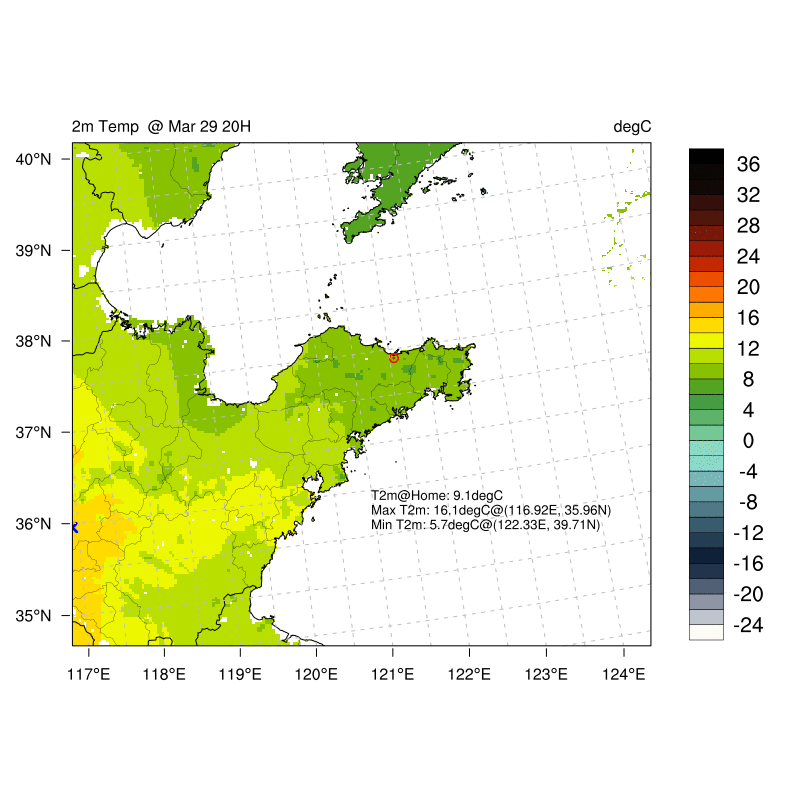 2m Temp @ Mar 29 20H
degC
40°N
39°N
38°N
37°N
36°N
35°N
117°E
118°E
119°E
120°E
121°E
122°E
123°E
124°E
T2m@Home: 9.1degC
Max T2m: 16.1degC@(116.92E, 35.96N)
Min T2m: 5.7degC@(122.33E, 39.71N)
36
32
28
24
20
16
12
8
4
0
-4
-8
-12
-16
-20
-24